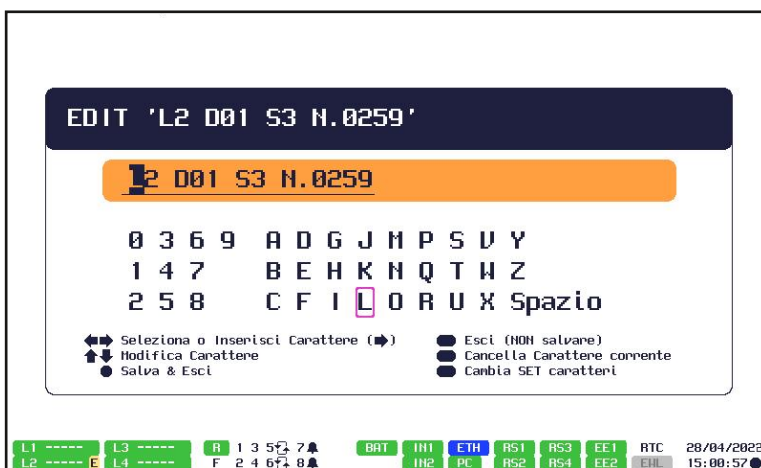 EDIT 'L2 D01 S3 N.0259'
L2 D01 S3 N.0259
0 3 6 9 A D G J M P S V Y
1 4 7 B E H K N Q T W Z
2 5 8 C F I L O R U X Spazio
Seleziona o Inserisci Carattere (➡) Esci (NON salvare)
Modifica Carattere Cancella Carattere corrente
Salva & Esci Cambia SET caratteri
L1 ----- L3 ----- R 1 3 5 7 BAT IN1 ETH RS1 RS3 EE1 RTC 28/04/2022
L2 ----- E L4 ----- F 2 4 6 8 IN2 PC RS2 RS4 EE2 EWL 15:00:57